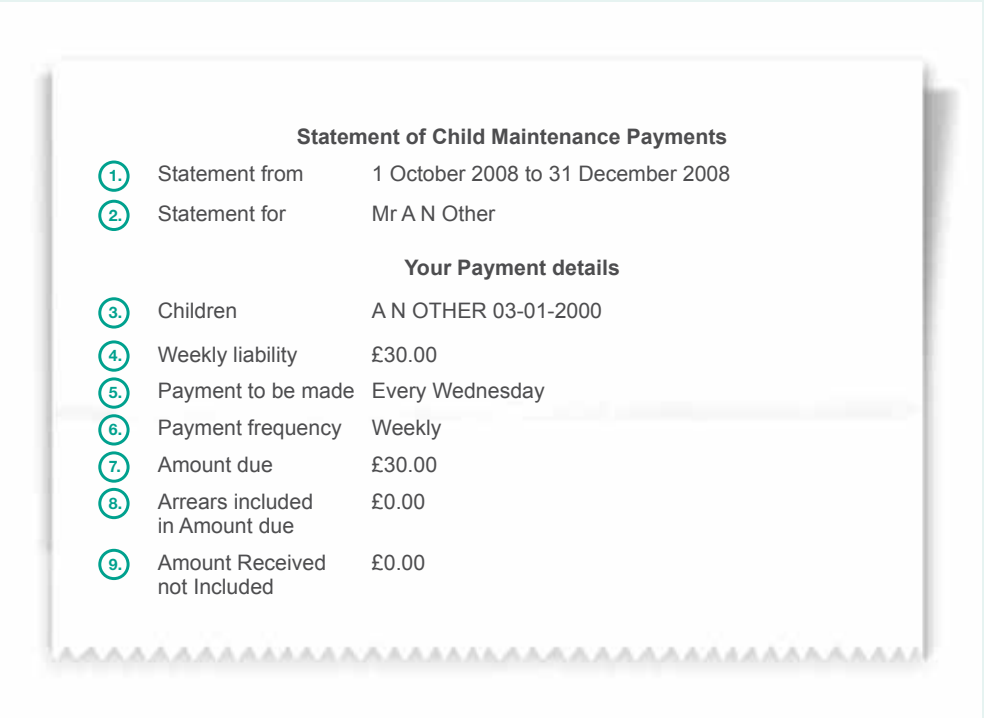 Statement of Child Maintenance Payments
1. Statement from 1 October 2008 to 31 December 2008
2. Statement for Mr A N Other
Your Payment details
3. Children A N OTHER 03-01-2000
4. Weekly liability £30.00
5. Payment to be made Every Wednesday
6. Payment frequency Weekly
7. Amount due £30.00
8. Arrears included £0.00
in Amount due
9. Amount Received £0.00
not Included